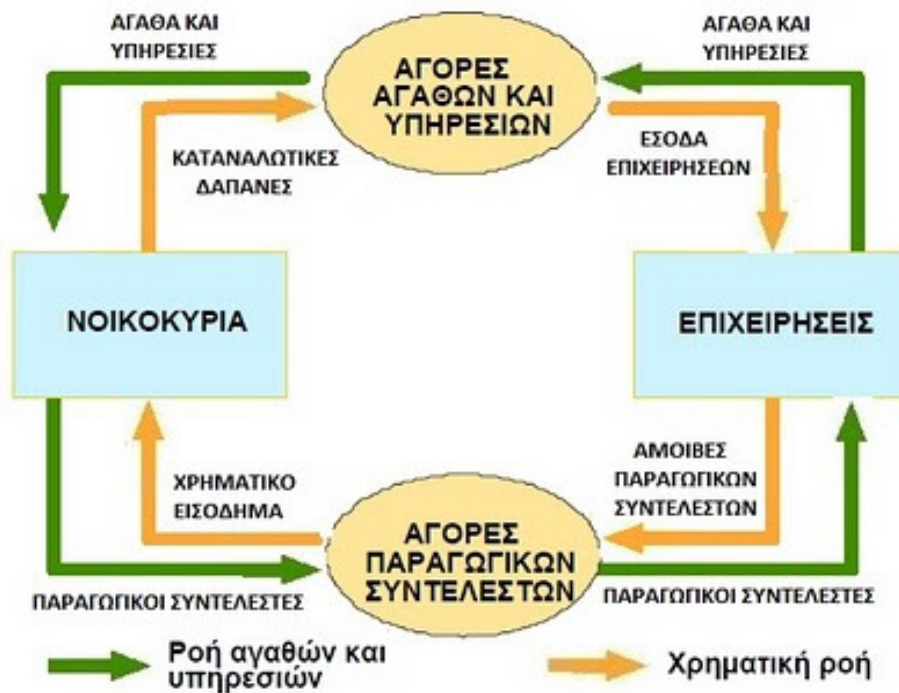 ΑΓΑΘΑ ΚΑΙ
ΥΠΗΡΕΣΙΕΣ
ΑΓΟΡΕΣ
ΑΓΑΘΩΝ ΚΑΙ
ΥΠΗΡΕΣΙΩΝ
ΑΓΑΘΑ ΚΑΙ
ΥΠΗΡΕΣΙΕΣ
ΚΑΤΑΝΑΛΩΤΙΚΕΣ
ΔΑΠΑΝΕΣ
ΕΣΟΔΑ
ΕΠΙΧΕΙΡΗΣΕΩΝ
ΝΟΙΚΟΚΥΡΙΑ
ΕΠΙΧΕΙΡΗΣΕΙΣ
ΧΡΗΜΑΤΙΚΟ
ΕΙΣΟΔΗΜΑ
ΑΓΟΡΕΣ
ΠΑΡΑΓΩΓΙΚΩΝ
ΣΥΝΤΕΛΕΣΤΩΝ
ΑΜΟΙΒΕΣ
ΠΑΡΑΓΩΓΙΚΩΝ
ΣΥΝΤΕΛΕΣΤΩΝ
ΠΑΡΑΓΩΓΙΚΟΙ ΣΥΝΤΕΛΕΣΤΕΣ
ΠΑΡΑΓΩΓΙΚΟΙ ΣΥΝΤΕΛΕΣΤΕΣ
Ροή αγαθών και
υπηρεσιών
Χρηματική ροή